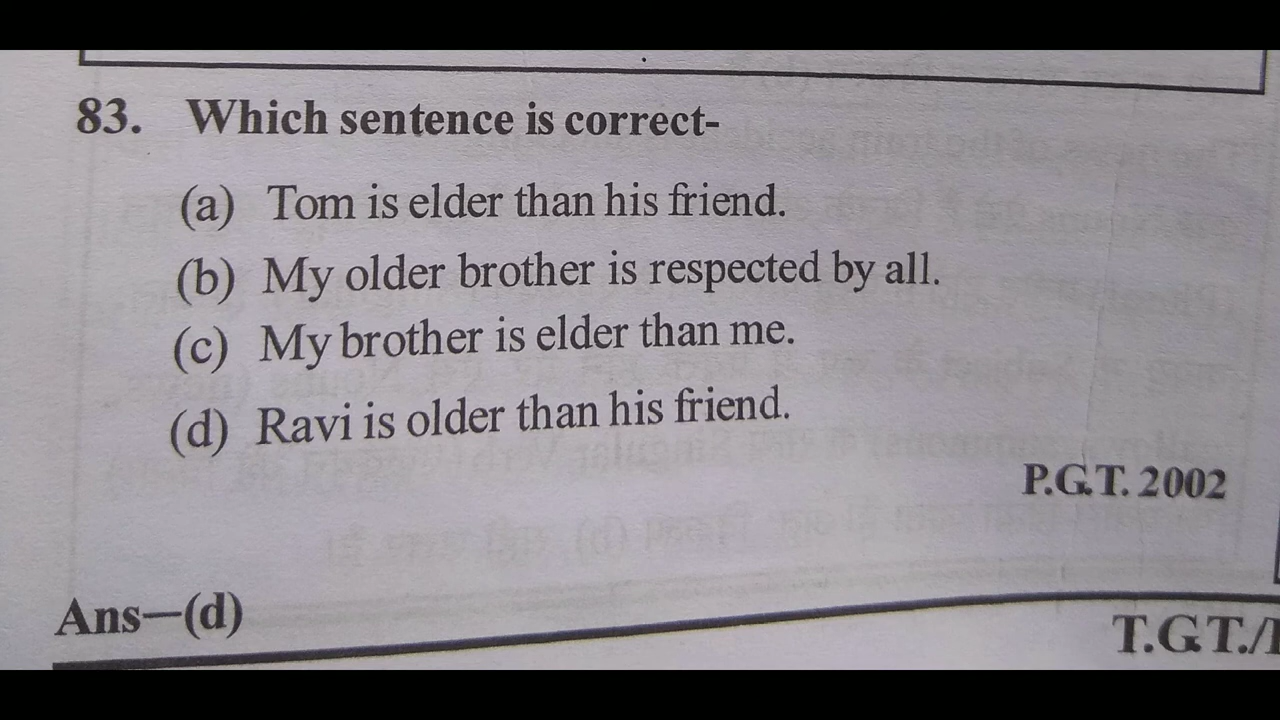 83. Which sentence is correct-
(a) Tom is elder than his friend.
(b) My older brother is respected by all.
(c) My brother is elder than me.
(d) Ravi is older than his friend.
P.G.T. 2002
Ans—(d)
T.G.T./